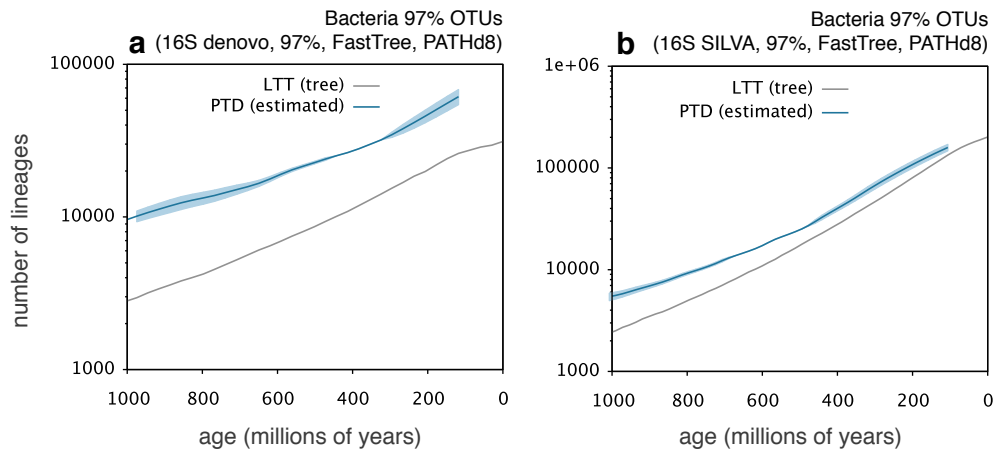 Bacteria 97% OTUs
a (16S denovo, 97%, FastTree, PATHd8)
100000
10000
1000
LTT (tree)
PTD (estimated)
1000 800 600 400 200 0
number of lineages
age (millions of years)
Bacteria 97% OTUs
b (16S SILVA, 97%, FastTree, PATHd8)
1e+06
100000
10000
1000
LTT (tree)
PTD (estimated)
1000 800 600 400 200 0
age (millions of years)